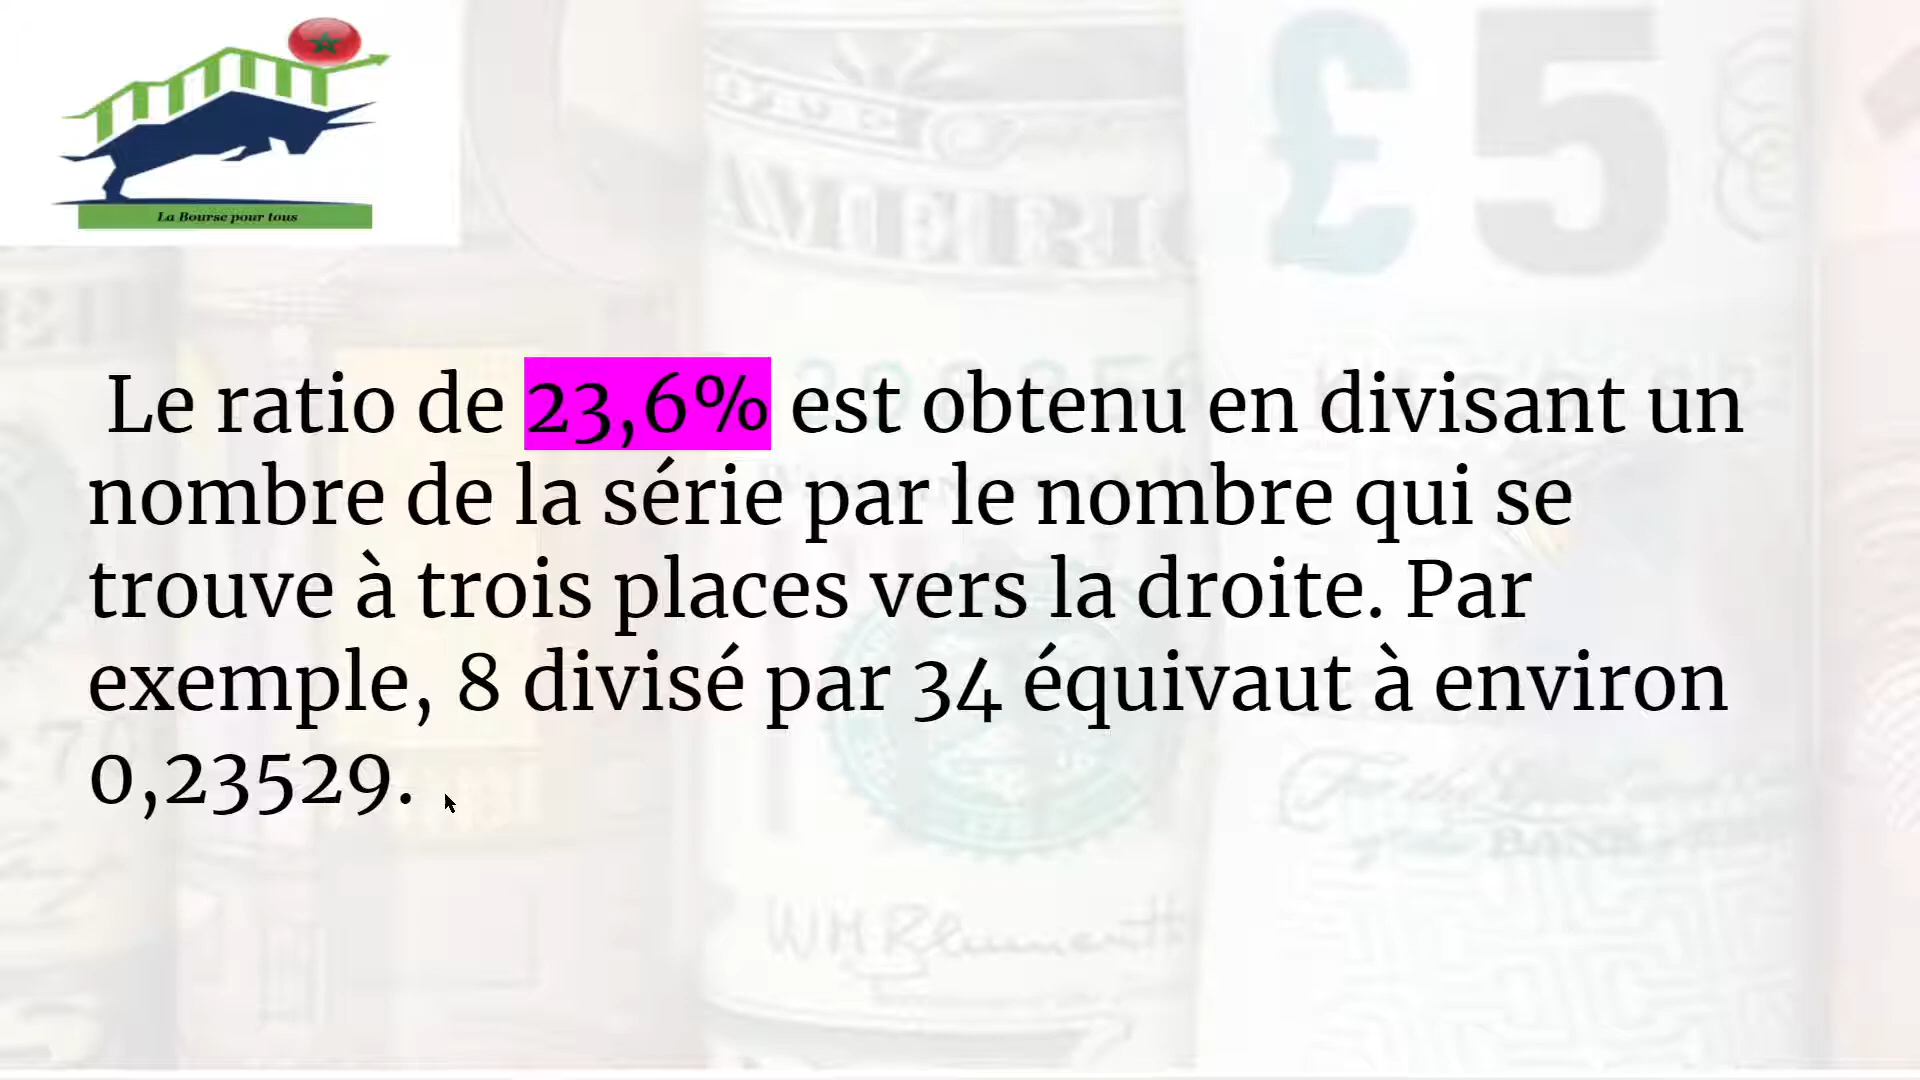 La Bourse pour tous
£5
AMERI
Le ratio de 23,6% est obtenu en divisant un
nombre de la série par le nombre qui se
trouve à trois places vers la droite. Par
exemple, 8 divisé par 34 équivaut à environ
0,23529.